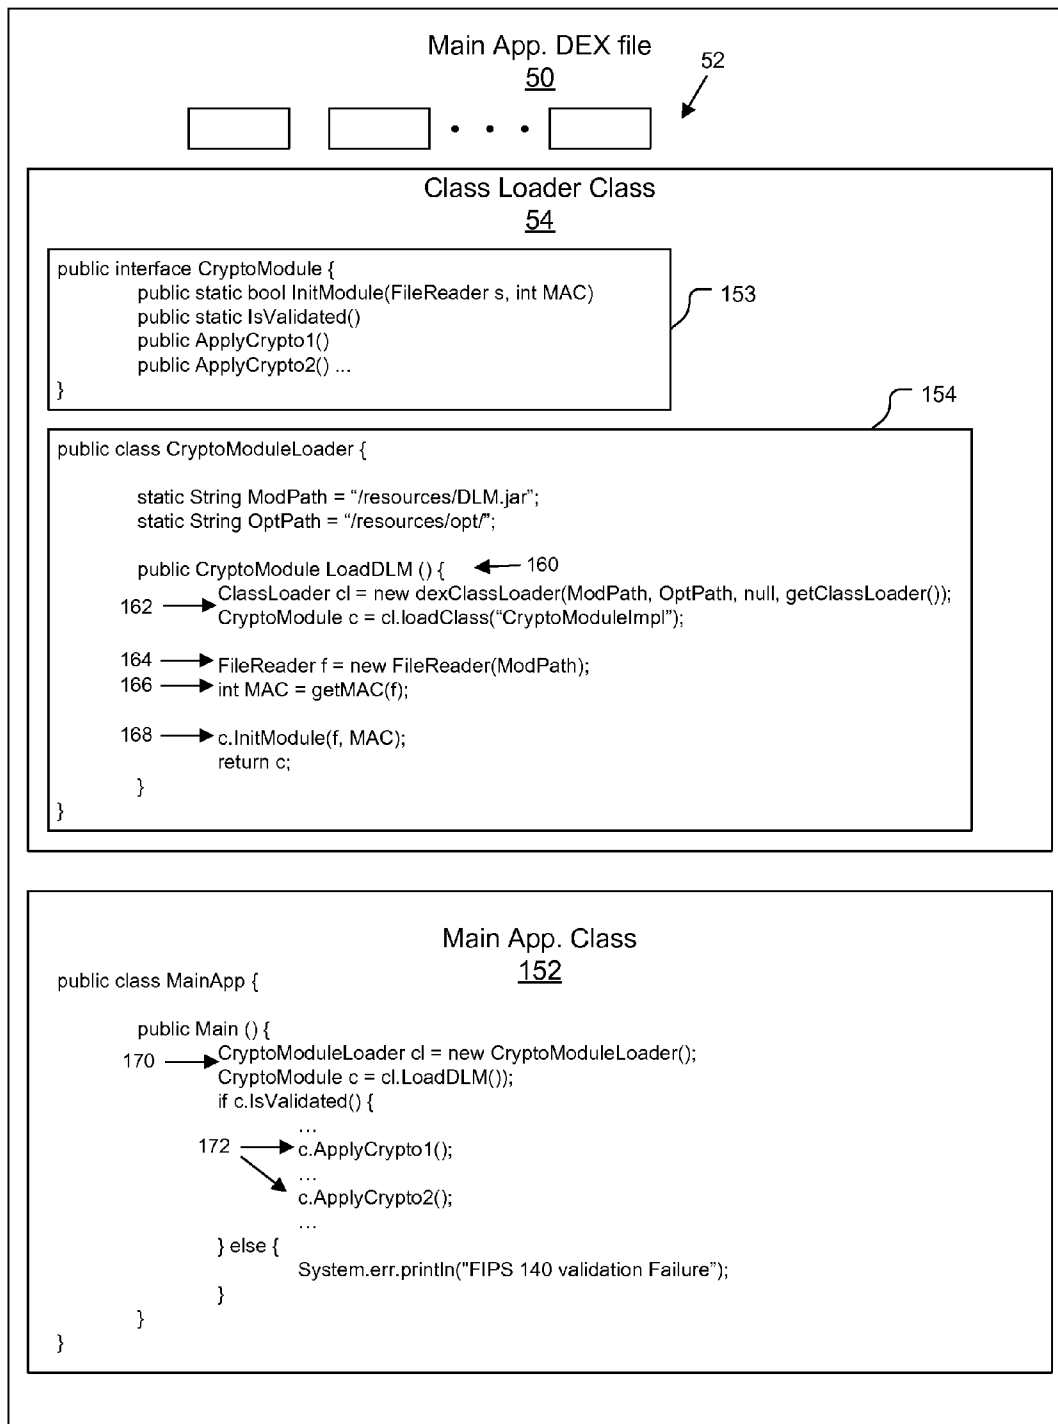 Main App. DEX file
50
52
Class Loader Class
54
public interface CryptoModule {
public static bool InitModule(FileReader s, int MAC)
public static IsValidated()
public ApplyCrypto1()
public ApplyCrypto2() ...
}
153
154
public class CryptoModuleLoader {
static String ModPath = “/resources/DLM.jar”;
static String OptPath = “/resources/opt/”;
public CryptoModule LoadDLM () {
160
ClassLoader cl = new dexClassLoader(ModPath, OptPath, null, getClassLoader());
162
CryptoModule c = cl.loadClass(“CryptoModuleImpl”);
164
FileReader f = new FileReader(ModPath);
166
int MAC = getMAC(f);
168
c.InitModule(f, MAC);
return c;
}
}
Main App. Class
152
public class MainApp {
public Main () {
170
CryptoModuleLoader cl = new CryptoModuleLoader();
CryptoModule c = cl.LoadDLM());
if c.IsValidated() {
...
172
c.ApplyCrypto1();
...
c.ApplyCrypto2();
...
} else {
System.err.println("FIPS 140 validation Failure”);
}
}
}